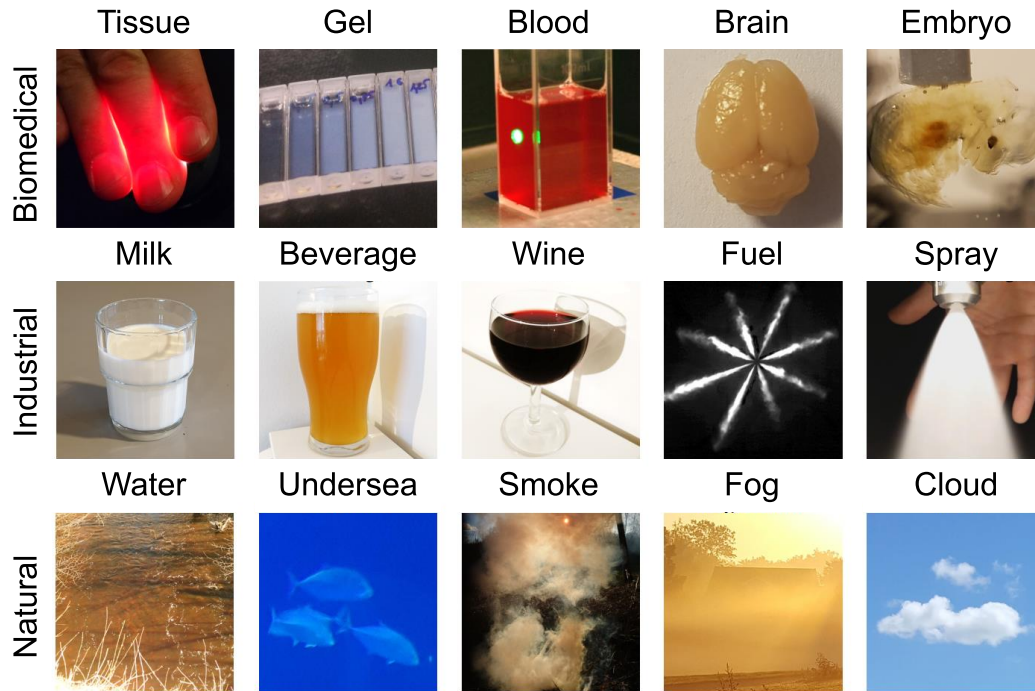 Tissue Gel Blood Brain Embryo
Biomedical
Milk Beverage Wine Fuel Spray
Industrial
Water Undersea Smoke Fog Cloud
Natural